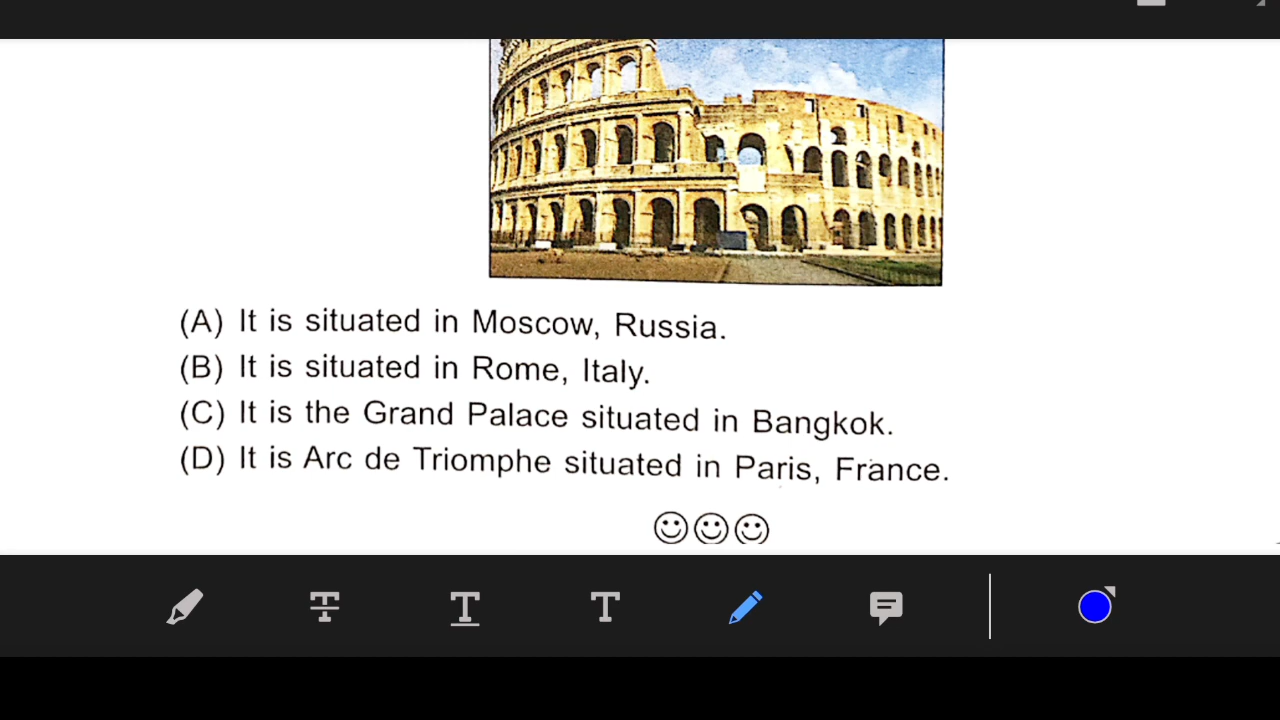 (A) It is situated in Moscow, Russia.
(B) It is situated in Rome, Italy.
(C) It is the Grand Palace situated in Bangkok.
(D) It is Arc de Triomphe situated in Paris, France.